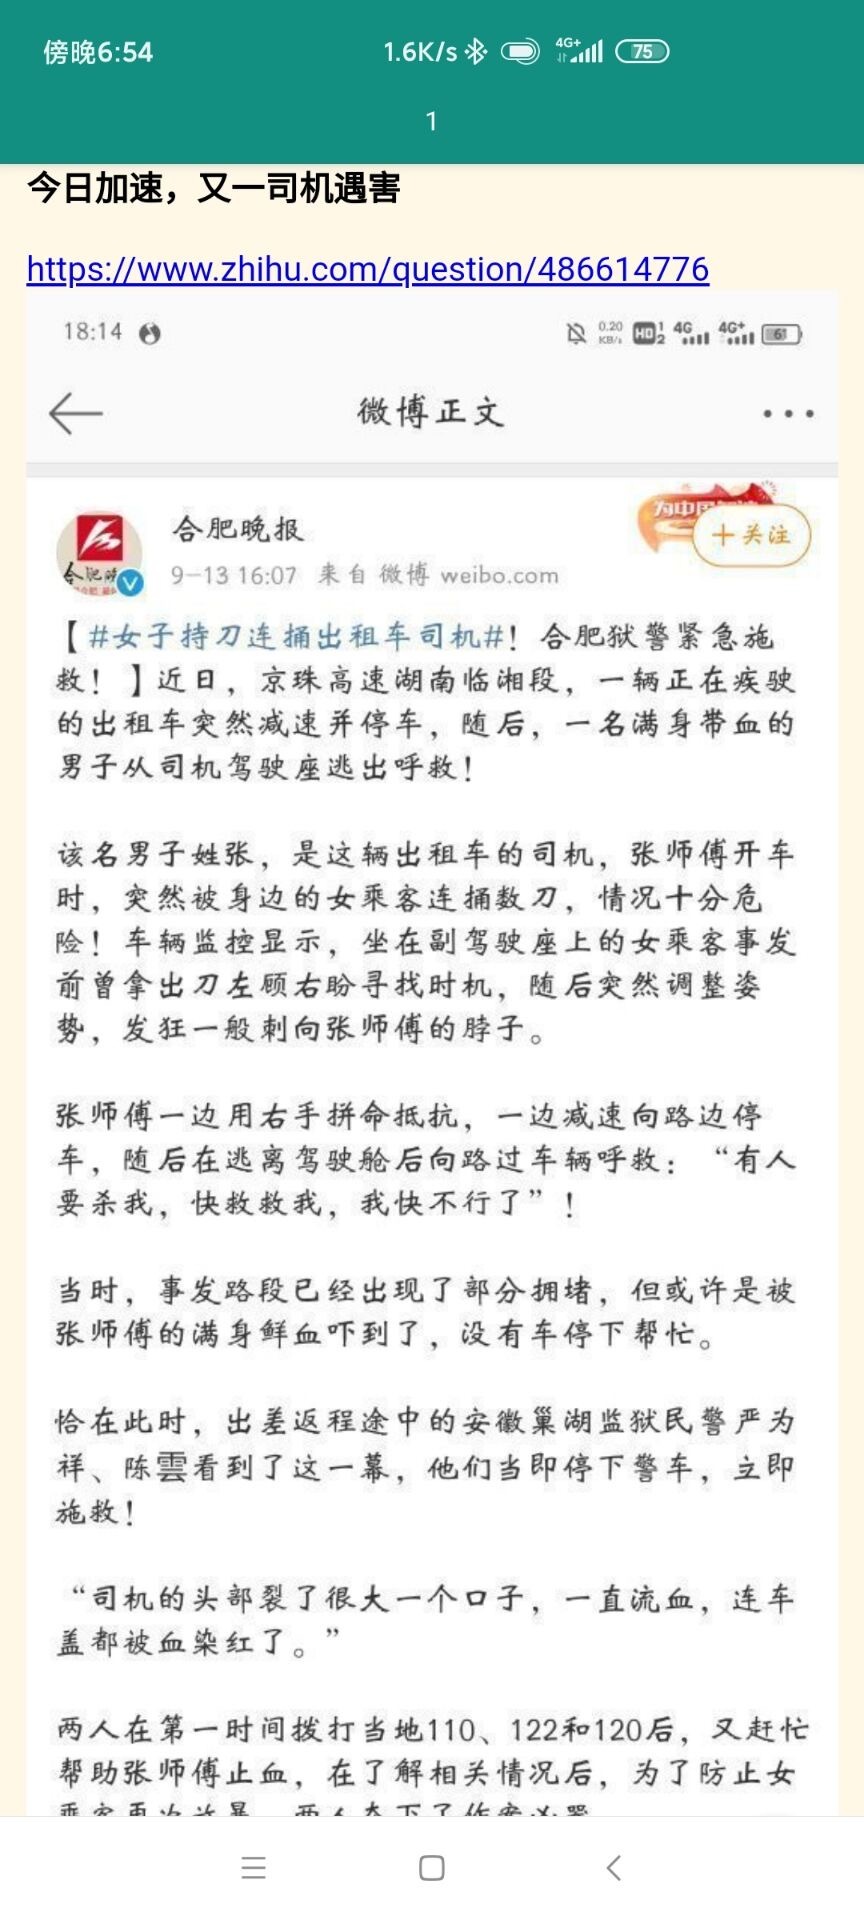 傍晚6:54 1.6K/s 4G+ 75
1
今日加速，又一司机遇害
https://www.zhihu.com/question/486614776
18:14 0.20 KB/s HD 1 2 4G 4G+ 61
微博正文
合肥晚报
为中国 +关注
9-13 16:07 来自 微博 weibo.com
【#女子持刀连捅出租车司机#！合肥狱警紧急施
救！】近日，京珠高速湖南临湘段，一辆正在疾驶
的出租车突然减速并停车，随后，一名满身带血的
男子从司机驾驶座逃出呼救！
该名男子姓张，是这辆出租车的司机，张师傅开车
时，突然被身边的女乘客连捅数刀，情况十分危
险！车辆监控显示，坐在副驾驶座上的女乘客事发
前曾拿出刀左顾右盼寻找时机，随后突然调整姿
势，发狂一般刺向张师傅的脖子。
张师傅一边用右手拼命抵抗，一边减速向路边停
车，随后在逃离驾驶舱后向路过车辆呼救：“有人
要杀我，快救救我，我快不行了”！
当时，事发路段已经出现了部分拥堵，但或许是被
张师傅的满身鲜血吓到了，没有车停下帮忙。
恰在此时，出差返程途中的安徽巢湖监狱民警严为
祥、陈雲看到了这一幕，他们当即停下警车，立即
施救！
“司机的头部裂了很大一个口子，一直流血，连车
盖都被血染红了。”
两人在第一时间拨打当地110、122和120后，又赶忙
帮助张师傅止血，在了解相关情况后，为了防止女